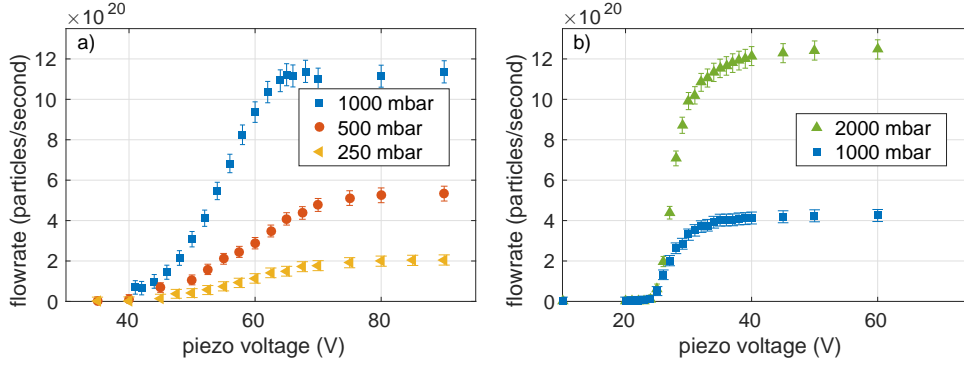 ×10 20
a)
12
10
8
6
4
2
0
flowrate (particles/second)
1000 mbar
500 mbar
250 mbar
40 60 80
piezo voltage (V)
×10 20
b)
12
10
8
6
4
2
0
flowrate (particles/second)
2000 mbar
1000 mbar
20 40 60
piezo voltage (V)